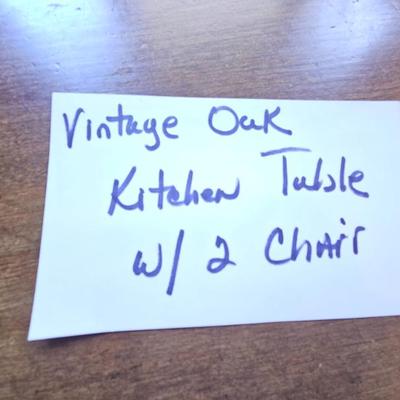 Vintage Oak
Kitchen Table
w/ 2 Chair